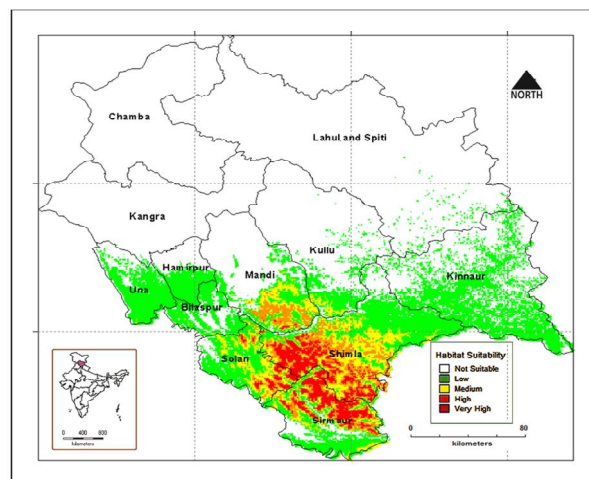 NORTH
Chamba
Lahul and Spiti
Kangra
Kullu
Hamirpur
Mandi
Kinnaur
Una
Bilaspur
Solan
Shimla
Sirmaur
Habitat Suitability
Not Suitable
Low
Medium
High
Very High
0 80
kilometers
0 400 800
kilometers